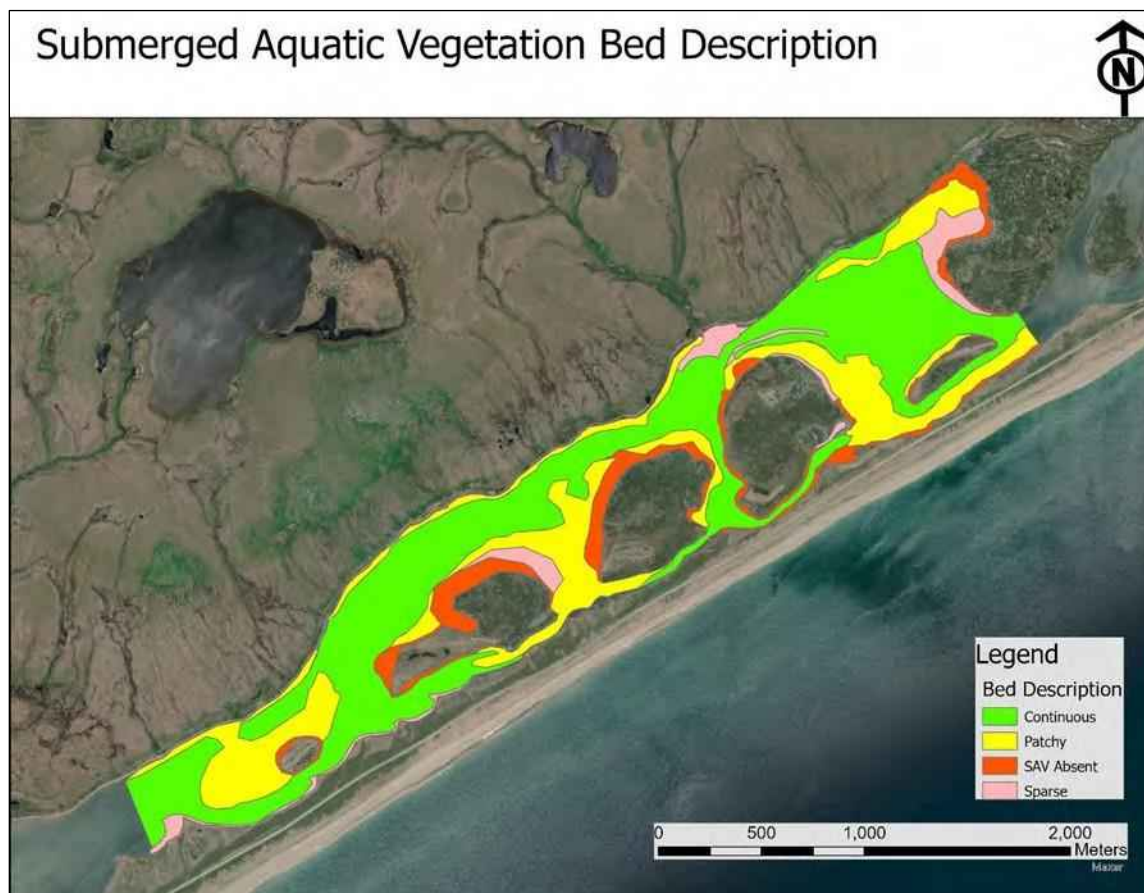 Submerged Aquatic Vegetation Bed Description
N
Legend
Bed Description
Continuous
Patchy
SAV Absent
Sparse
0 500 1,000 2,000
Meters
Maxar